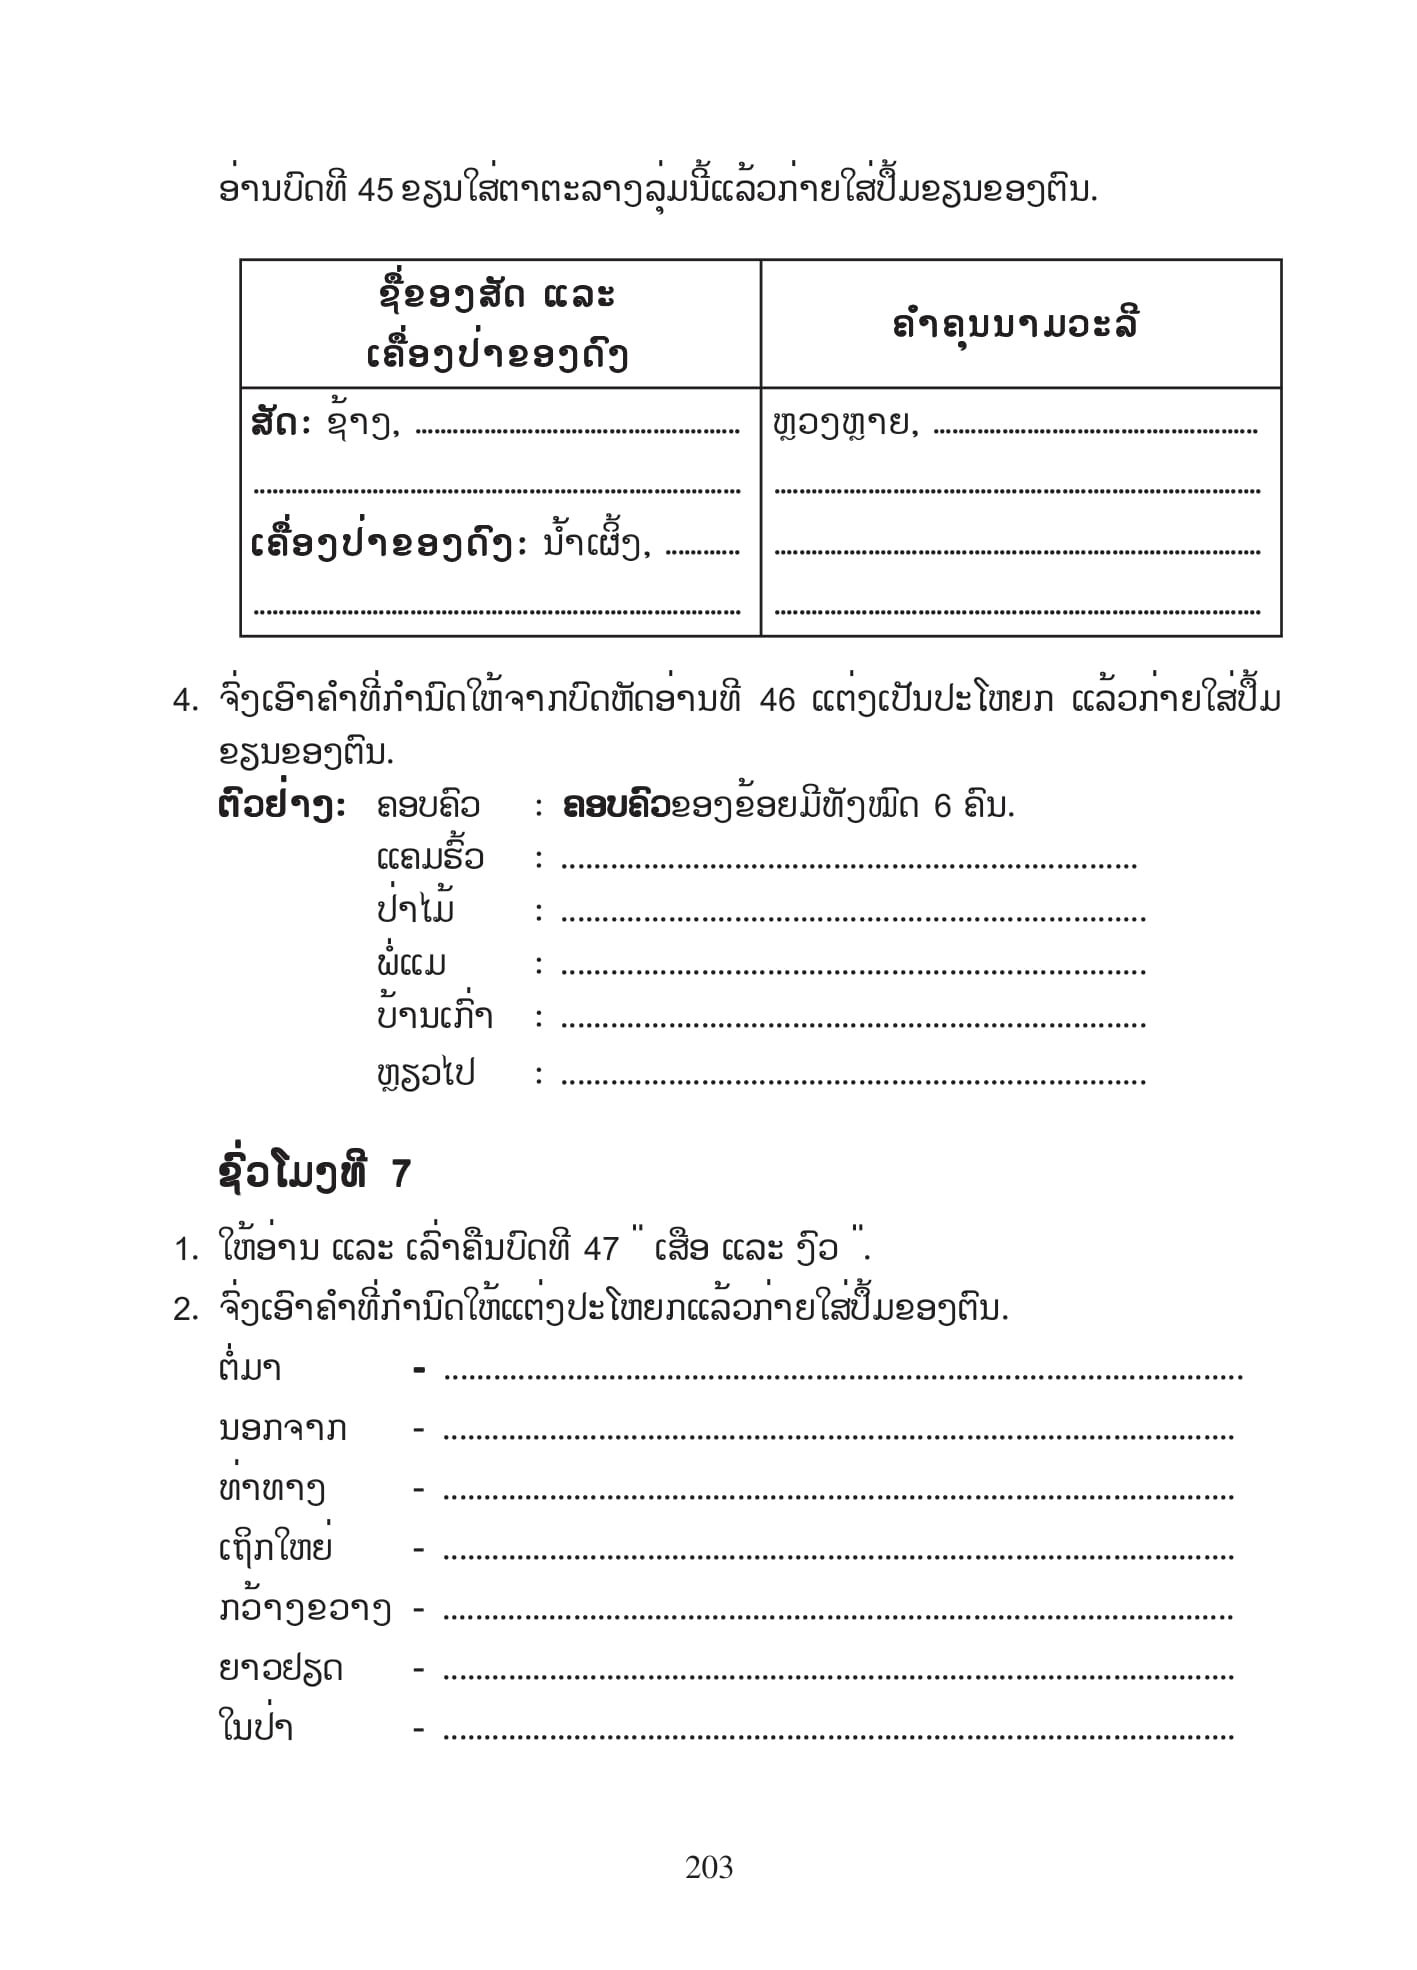 ອ່ານບົດທີ 45 ຂຽນໃສ່ຕາຕະລາງລຸ່ມນີ້ແລ້ວກ່າຍໃສ່ປຶ້ມຂຽນຂອງຕົນ.
ຊື່ຂອງສັດ ແລະ
ເຄື່ອງປ່າຂອງດົງ
ຄຳຄຸນນາມວະລີ
ສັດ: ຊ້າງ, ....................................................
ຫຼວງຫຼາຍ, ....................................................
..............................................................................
..............................................................................
ເຄື່ອງປ່າຂອງດົງ: ນ້ຳເຜິ້ງ, ............
..............................................................................
..............................................................................
..............................................................................
4. ຈົ່ງເອົາຄຳທີ່ກຳນົດໃຫ້ຈາກບົດຫັດອ່ານທີ 46 ແຕ່ງເປັນປະໂຫຍກ ແລ້ວກ່າຍໃສ່ປຶ້ມ
ຂຽນຂອງຕົນ.
ຕົວຢ່າງ: ຄອບຄົວ : ຄອບຄົວຂອງຂ້ອຍມີທັງໝົດ 6 ຄົນ.
ແຄມຮົ້ວ : ......................................................................
ປ່າໄມ້ : .......................................................................
ພໍ່ແມ : .......................................................................
ບ້ານເກົ່າ : .......................................................................
ຫຼຽວໄປ : .......................................................................
ຊົ່ວໂມງທີ 7
1. ໃຫ້ອ່ານ ແລະ ເລົ່າຄືນບົດທີ 47 " ເສືອ ແລະ ງົວ ".
2. ຈົ່ງເອົາຄຳທີ່ກຳນົດໃຫ້ແຕ່ງປະໂຫຍກແລ້ວກ່າຍໃສ່ປຶ້ມຂອງຕົນ.
ຕໍ່ມາ - .................................................................................................
ນອກຈາກ - ................................................................................................
ທ່າທາງ - ................................................................................................
ເຖິກໃຫຍ່ - ................................................................................................
ກວ້າງຂວາງ - ................................................................................................
ຍາວຢຽດ - ................................................................................................
ໃນປ່າ - ................................................................................................
203